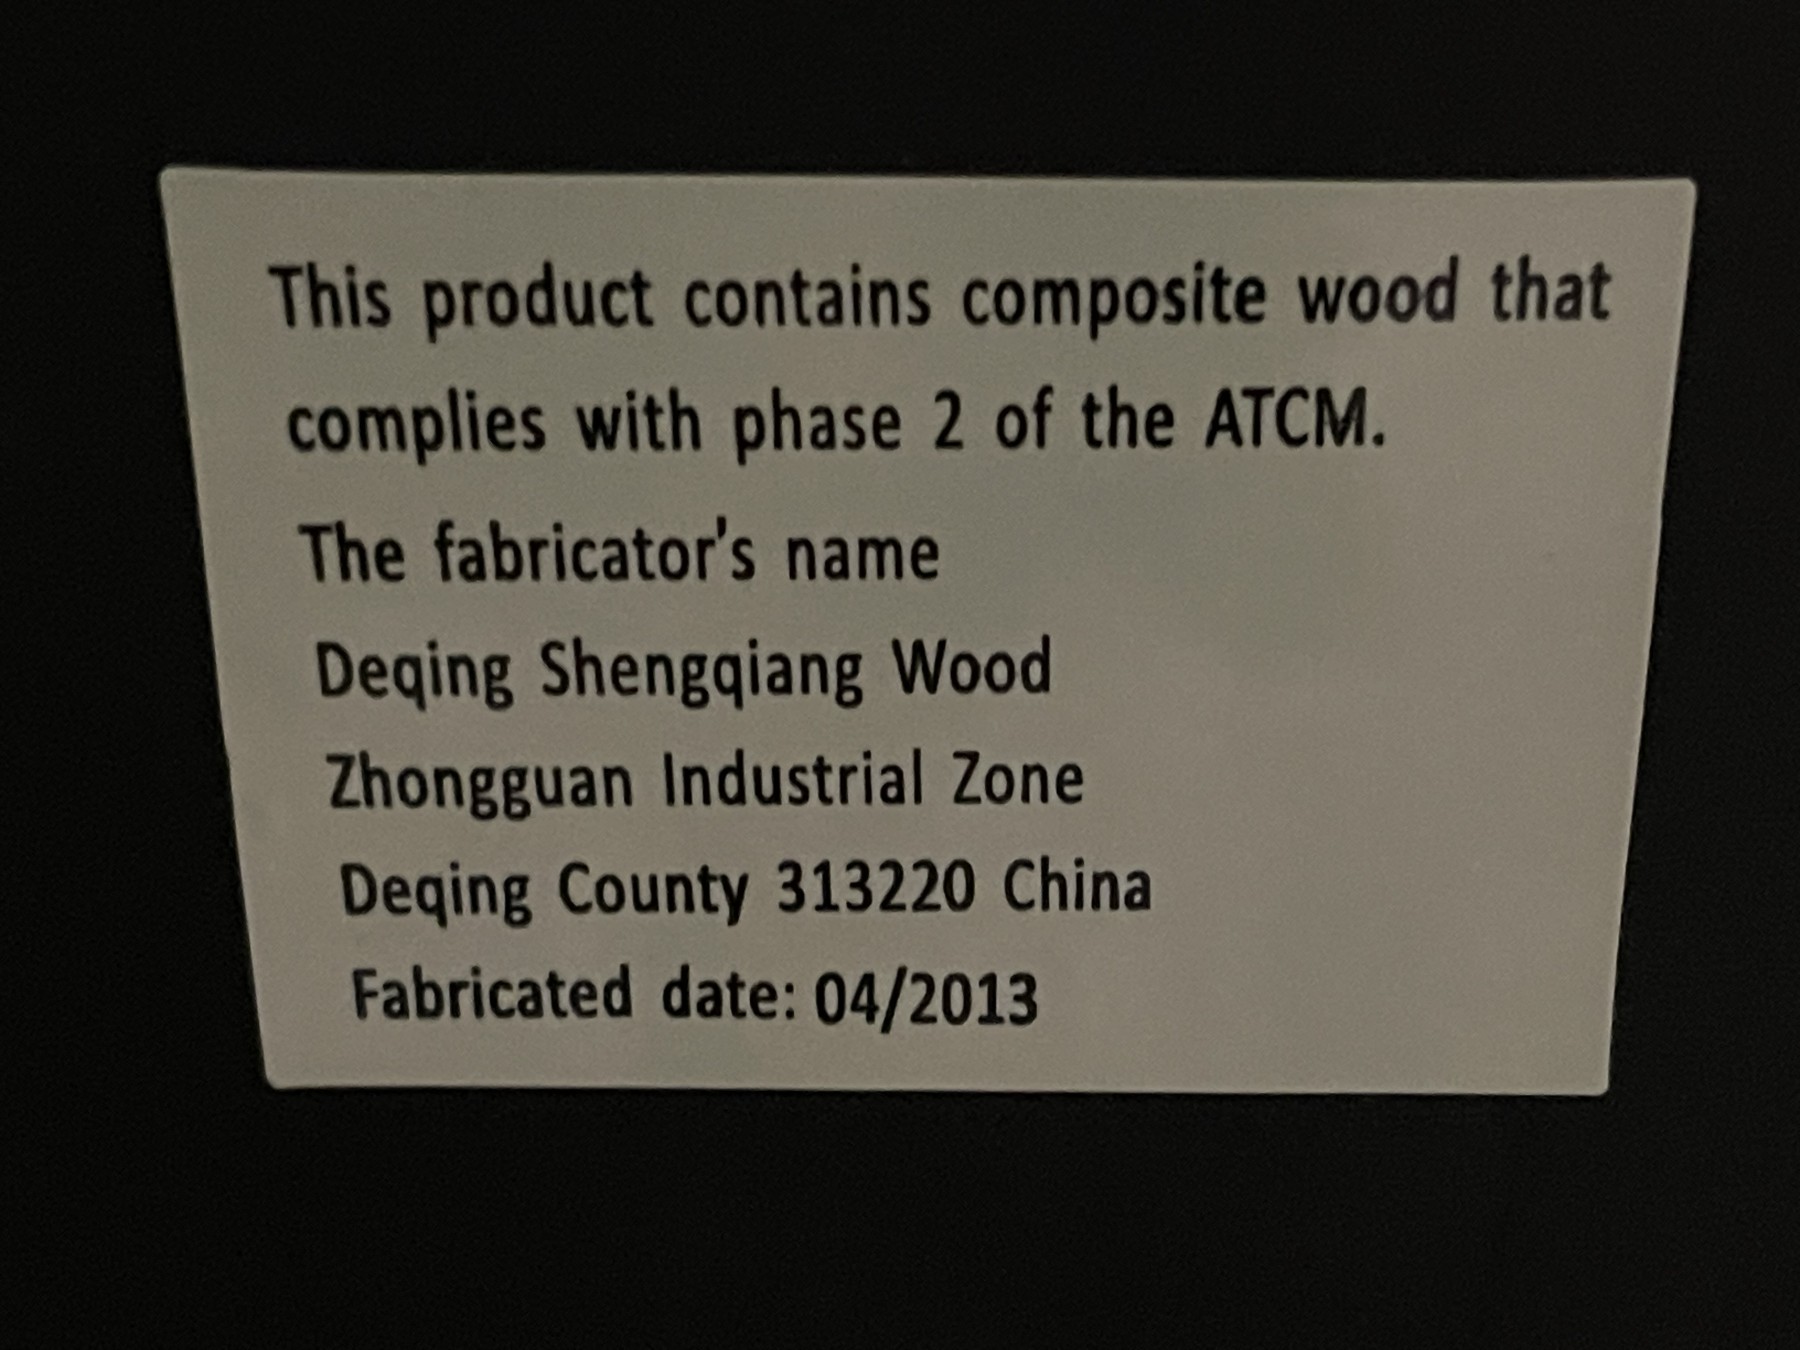 This product contains composite wood that
complies with phase 2 of the ATCM.
The fabricator's name
Deqing Shengqiang Wood
Zhongguan Industrial Zone
Deqing County 313220 China
Fabricated date: 04/2013